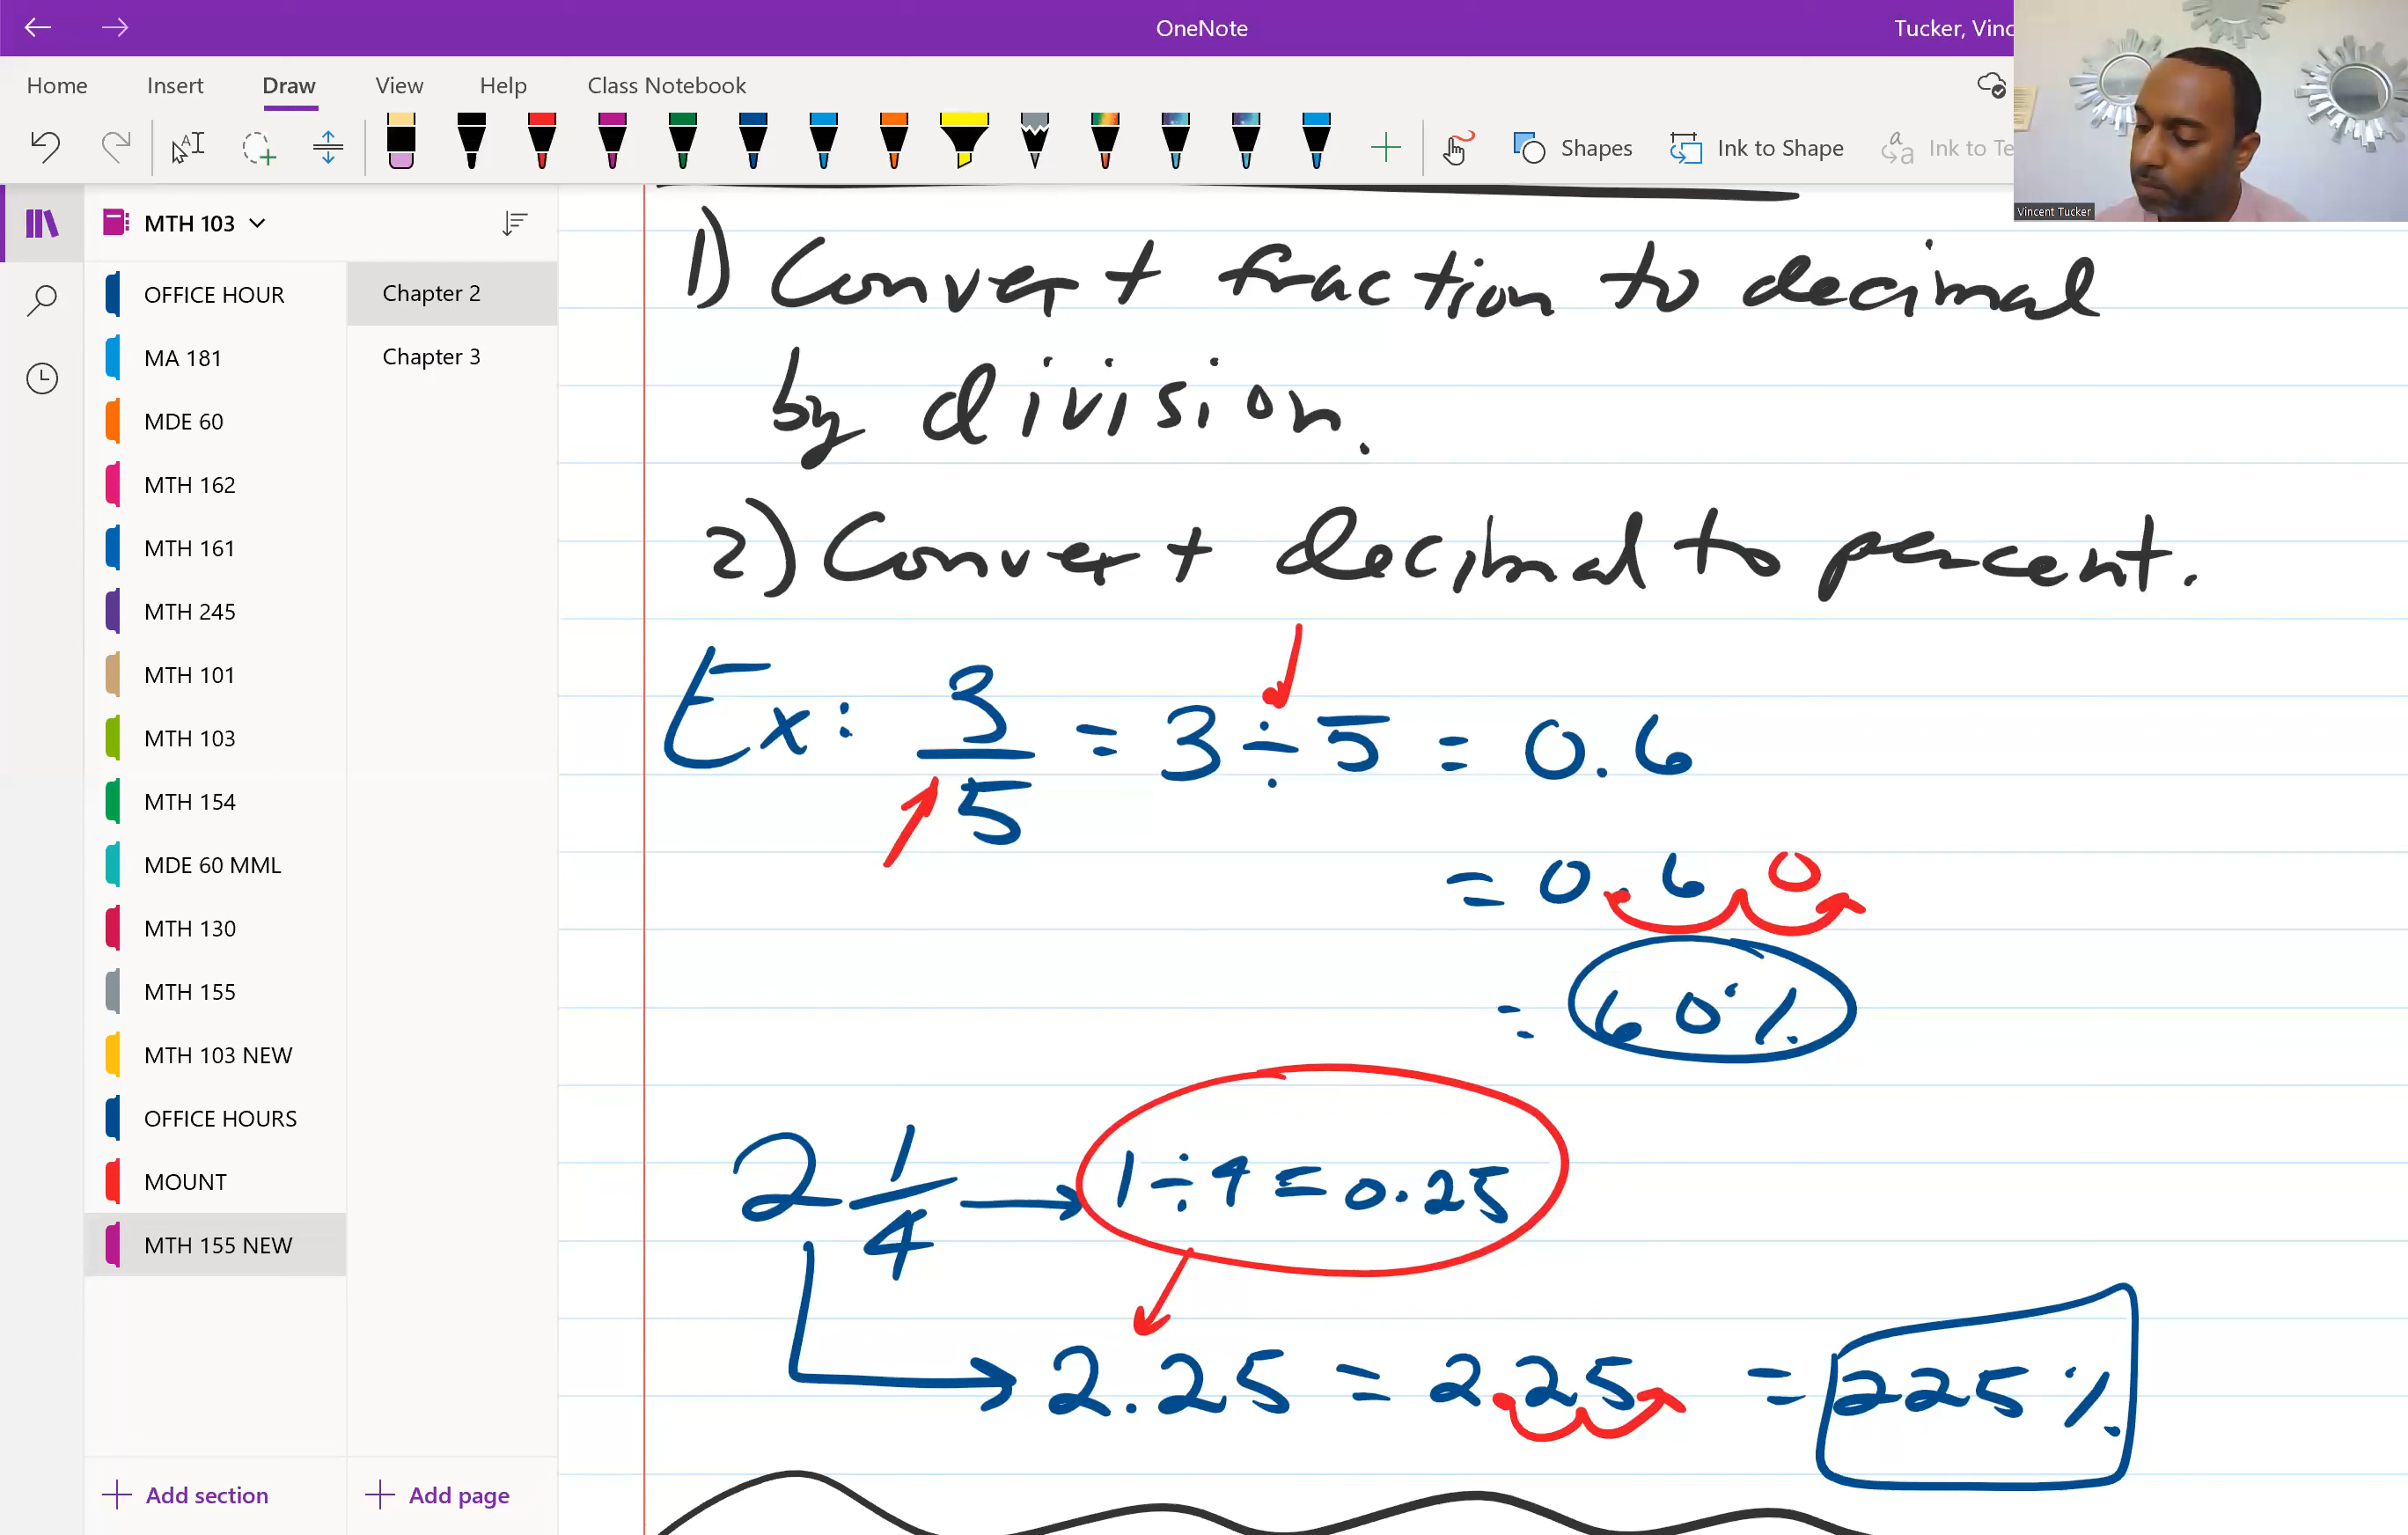 OneNote
Tucker, Vinc
Home Insert Draw View Help Class Notebook
Shapes Ink to Shape Ink to Te
Vincent Tucker
MTH 103
OFFICE HOUR
MA 181
MDE 60
MTH 162
MTH 161
MTH 245
MTH 101
MTH 103
MTH 154
MDE 60 MML
MTH 130
MTH 155
MTH 103 NEW
OFFICE HOURS
MOUNT
MTH 155 NEW
Add section
Chapter 2
Chapter 3
Add page
1) Convert fraction to decimal
by division.
2) Convert decimal to percent.
Ex: 3/5 = 3 ÷ 5 = 0.6
= 0.60
= 60%
2 1/4 → 1 ÷ 4 = 0.25
→ 2.25 = 2.25 = 225%